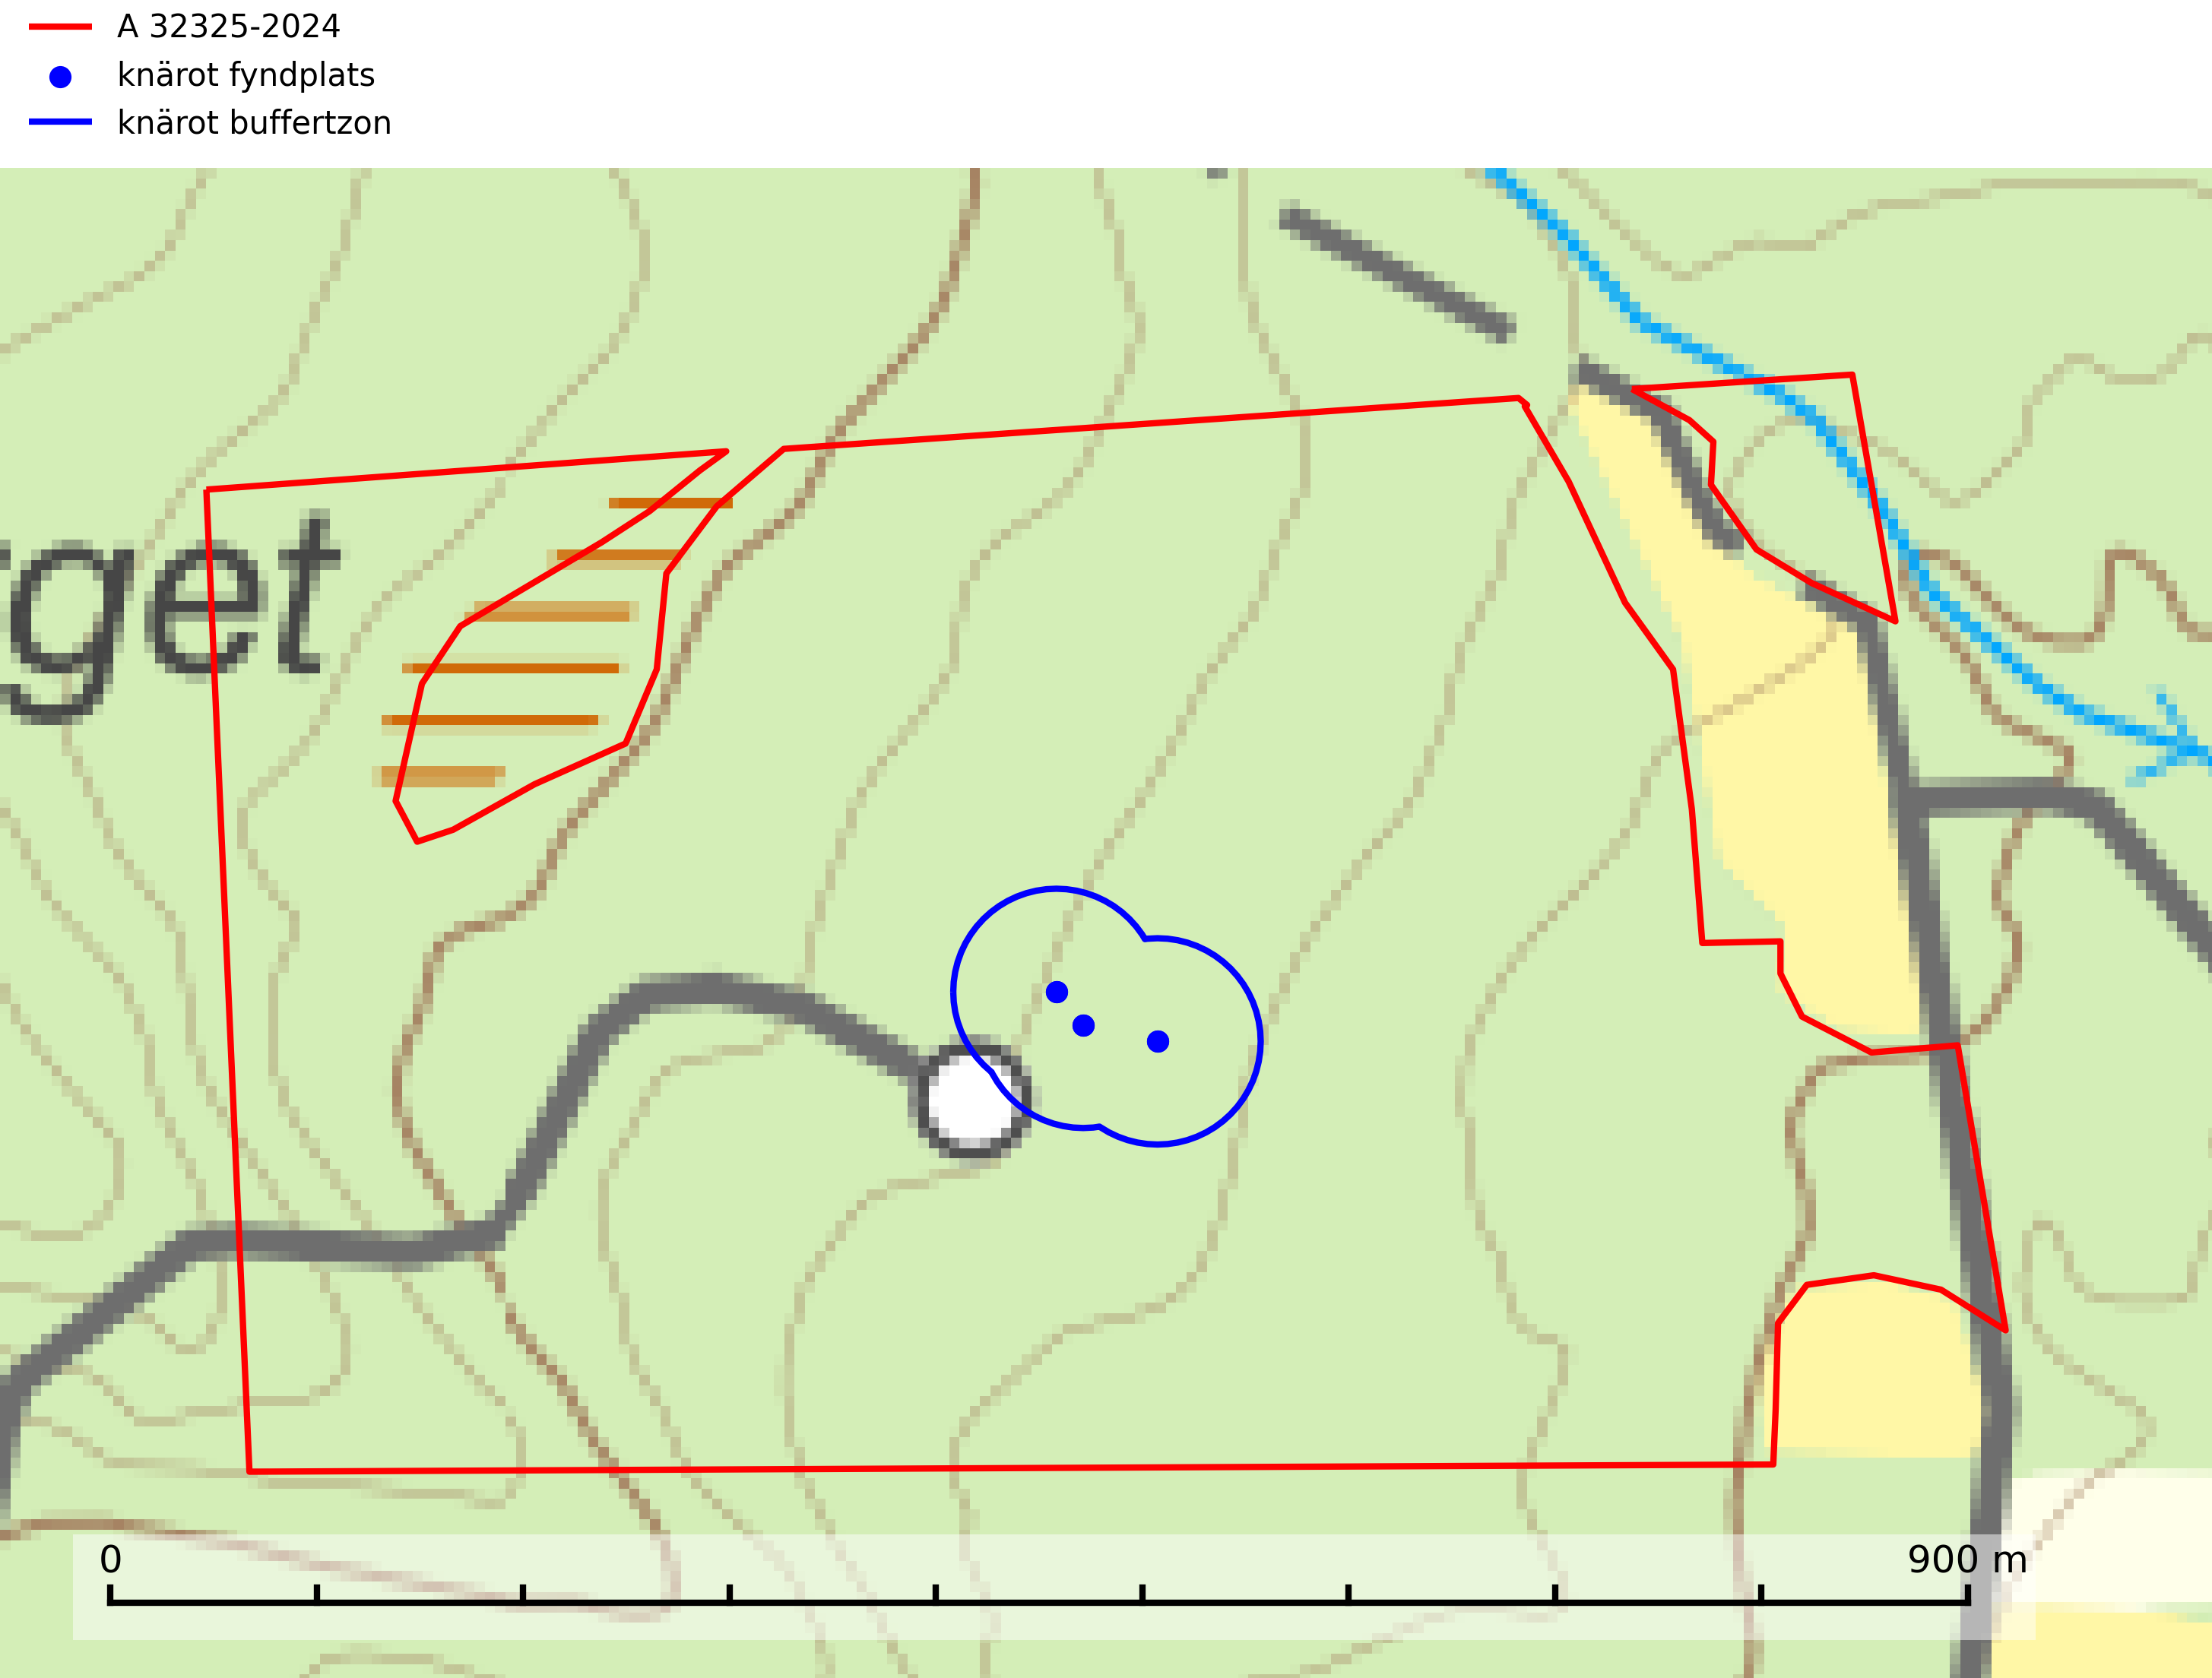 A 32325-2024
knärot fyndplats
knärot buffertzon
get
0
900 m